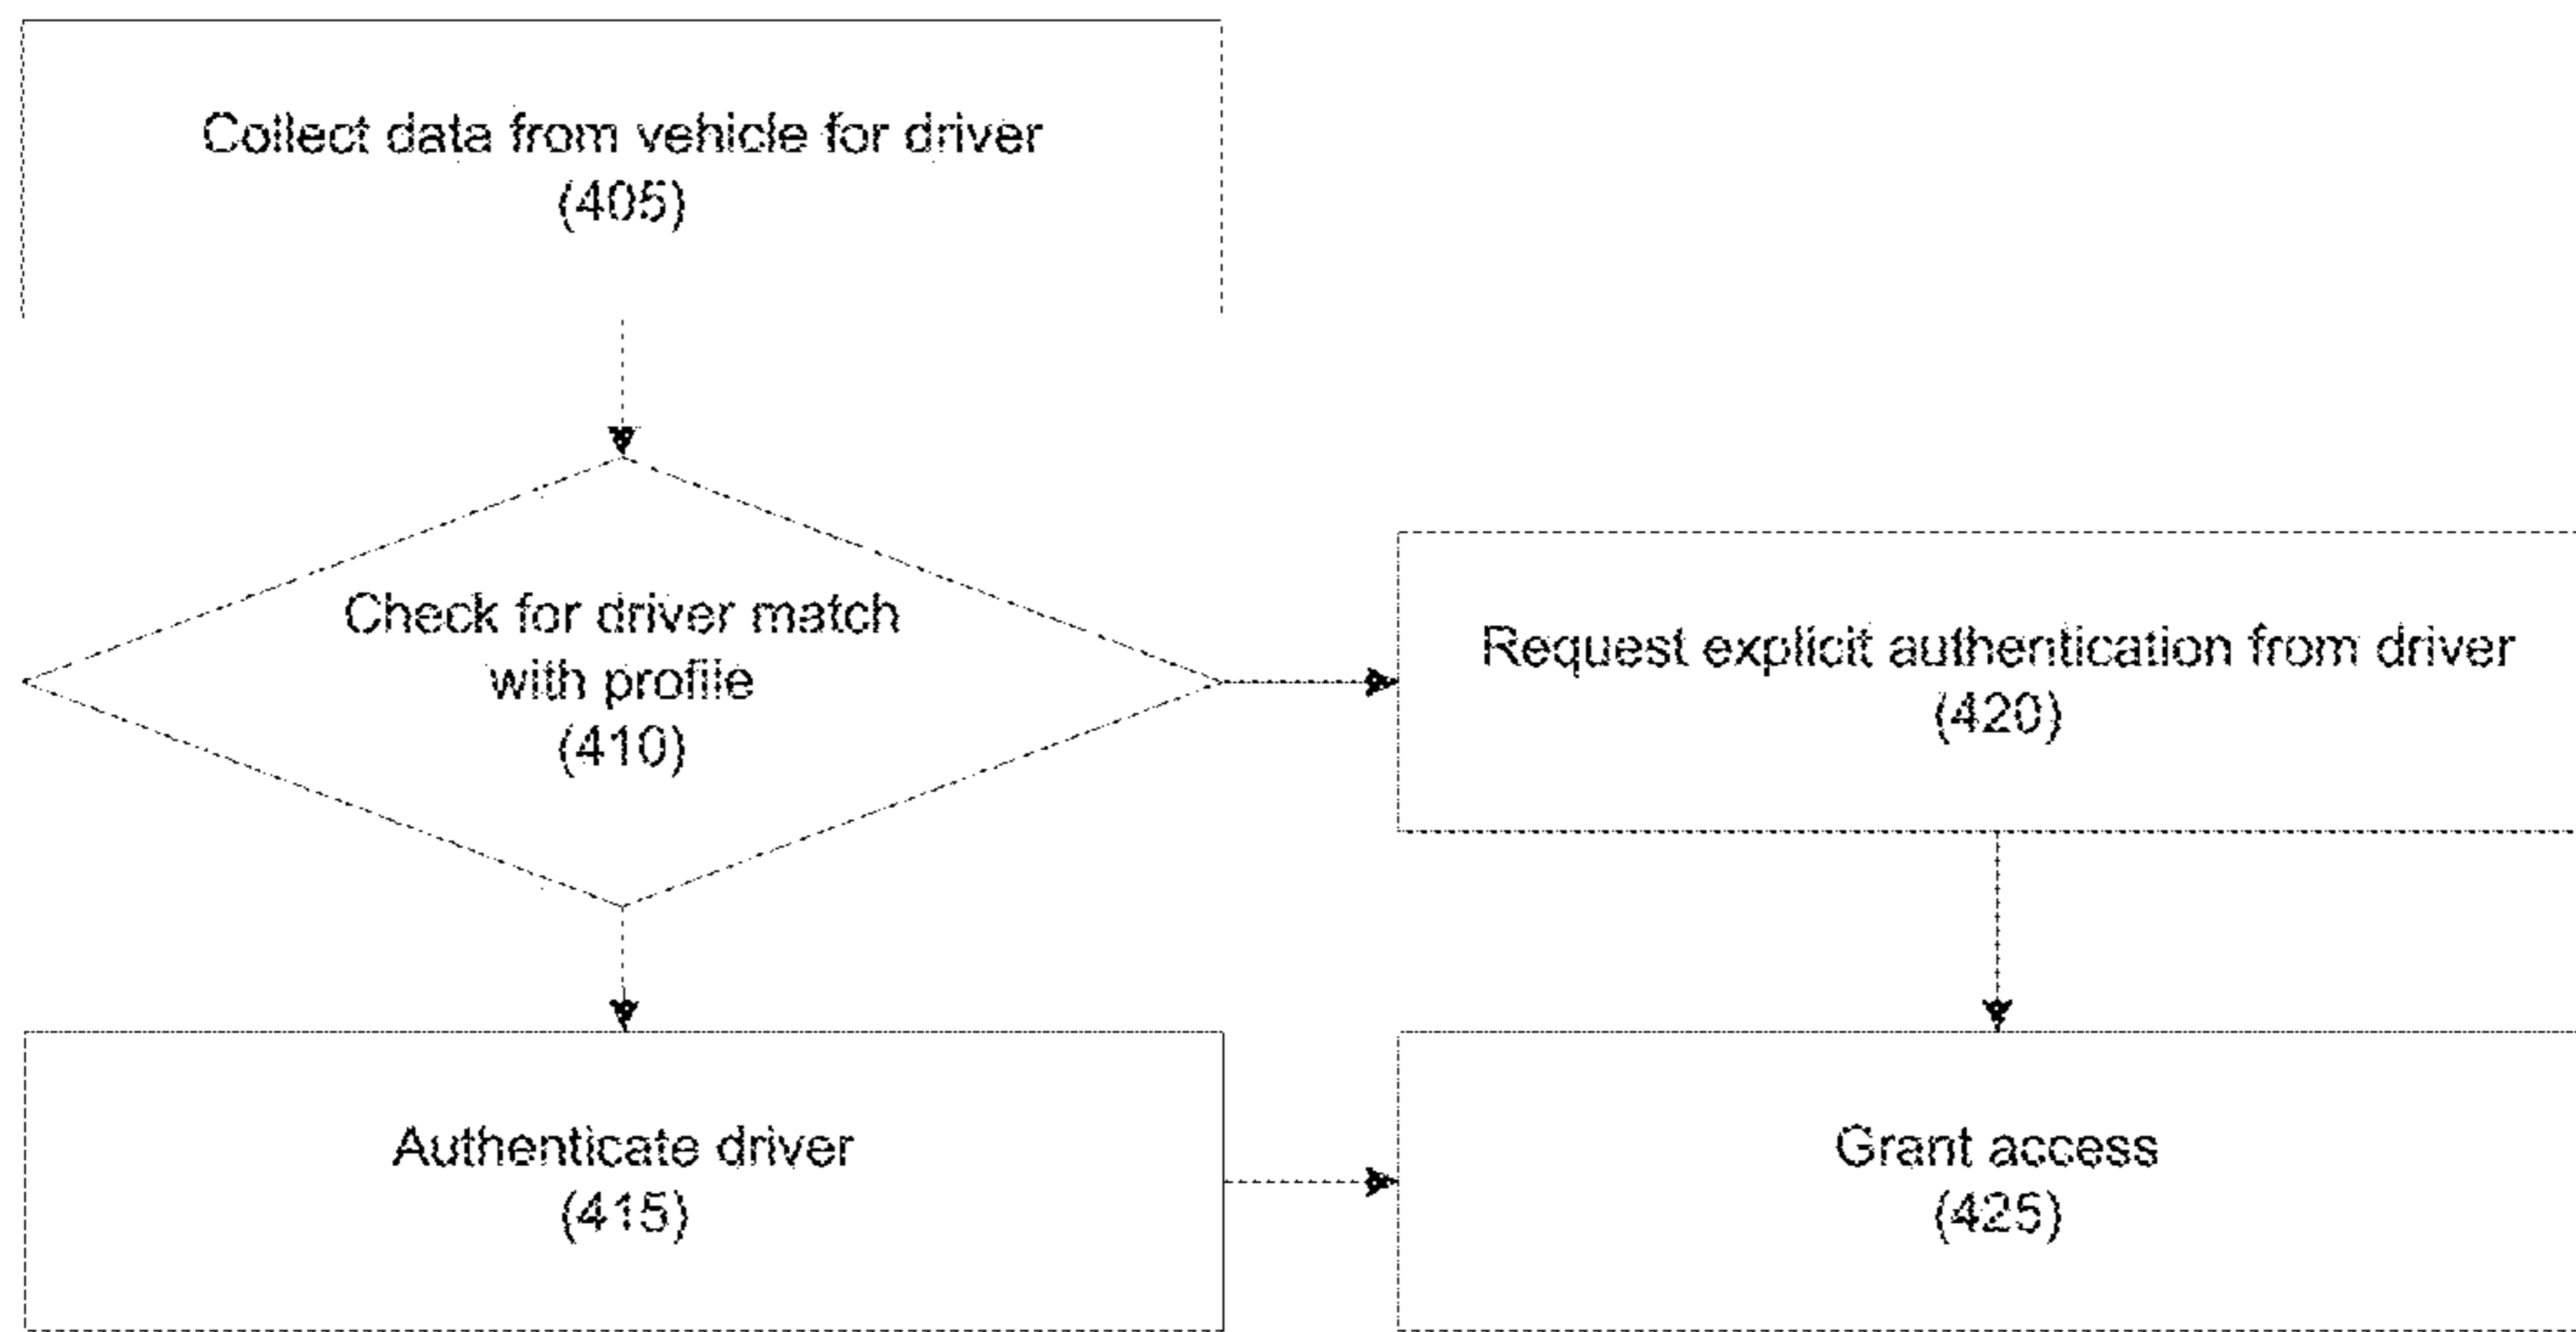 Collect data from vehicle for driver
(405)
Check for driver match
with profile
(410)
Request explicit authentication from driver
(420)
Authenticate driver
(415)
Grant access
(425)